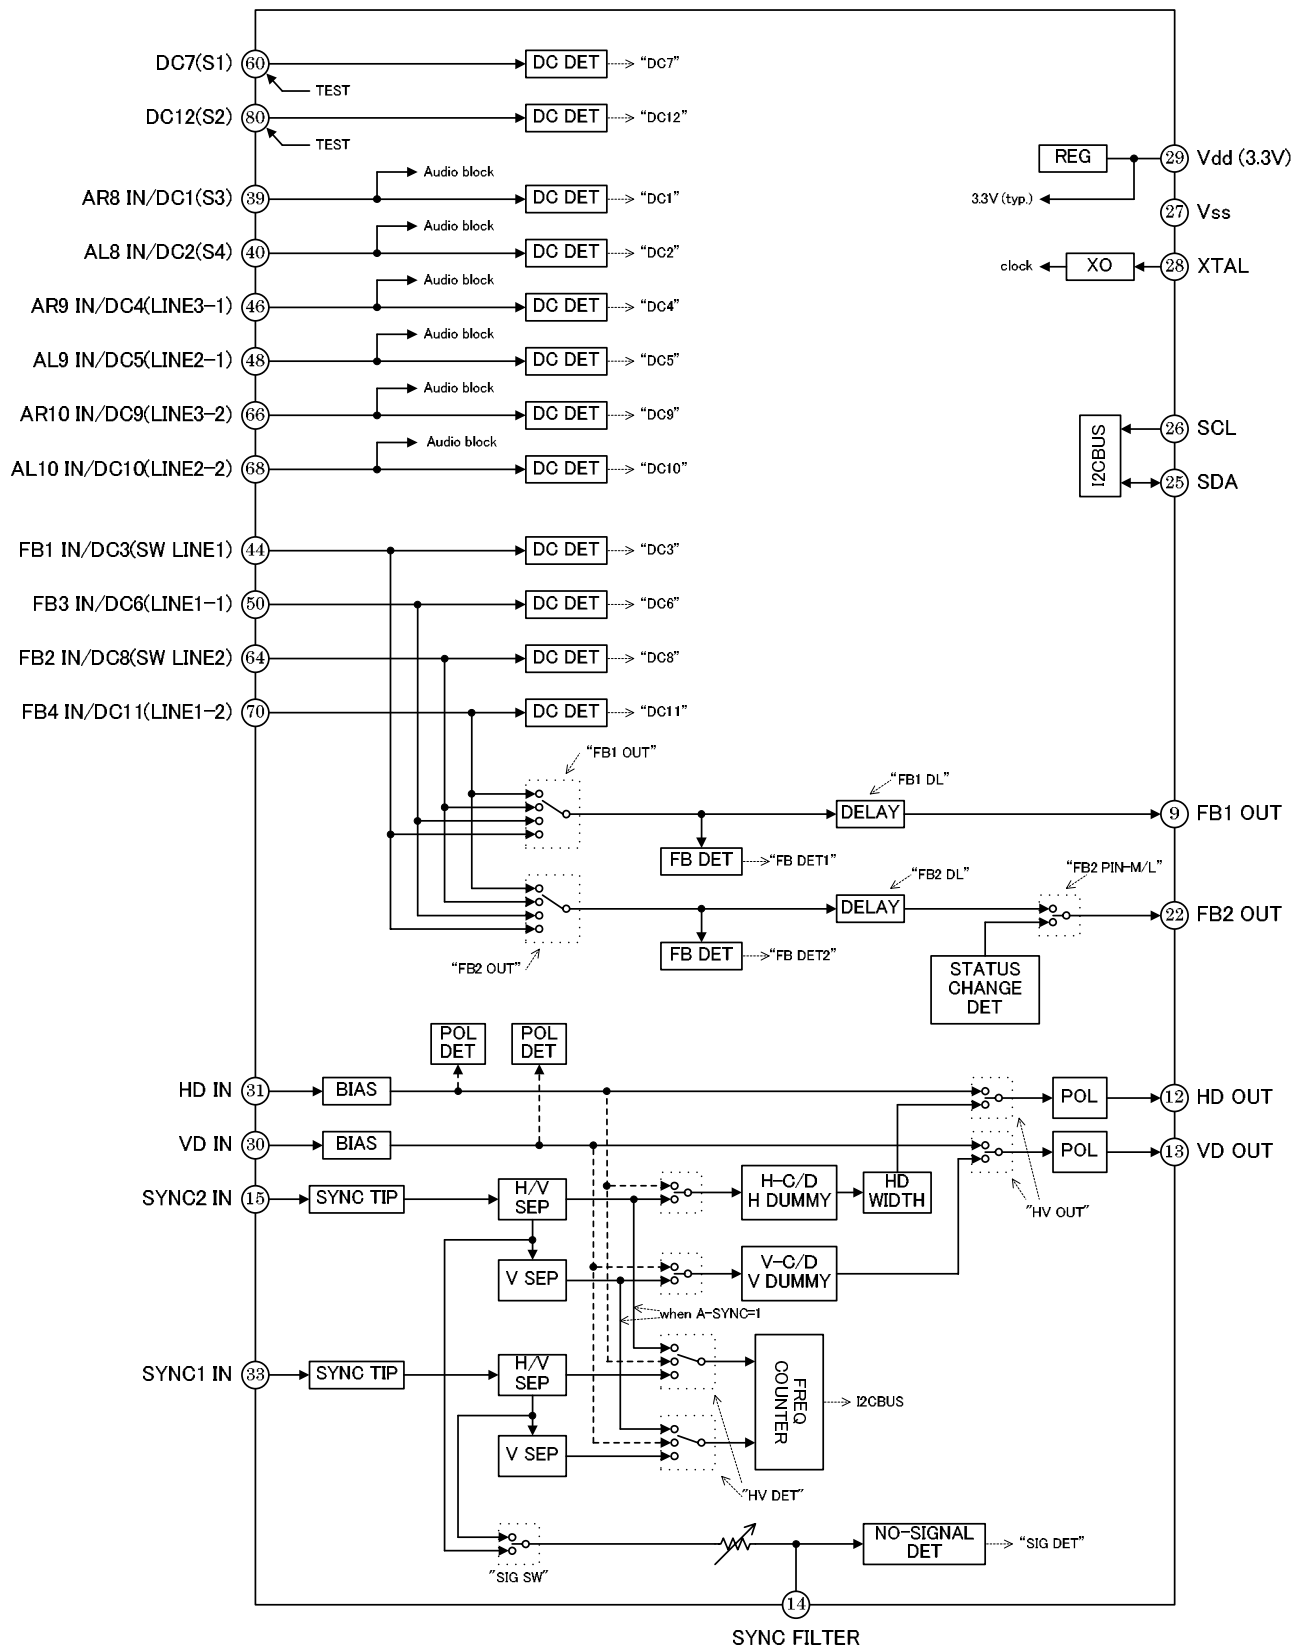 DC7(S1) 60 DC DET "DC7"
TEST
DC12(S2) 80 DC DET "DC12"
TEST
REG 29 Vdd (3.3V)
Audio block
AR8 IN/DC1(S3) 39 DC DET "DC1"
3.3V (typ.)
27 Vss
Audio block
AL8 IN/DC2(S4) 40 DC DET "DC2"
clock XO 28 XTAL
Audio block
AR9 IN/DC4(LINE3-1) 46 DC DET "DC4"
Audio block
AL9 IN/DC5(LINE2-1) 48 DC DET "DC5"
Audio block
AR10 IN/DC9(LINE3-2) 66 DC DET "DC9"
I2CBUS
26 SCL
Audio block
AL10 IN/DC10(LINE2-2) 68 DC DET "DC10"
25 SDA
FB1 IN/DC3(SW LINE1) 44 DC DET "DC3"
FB3 IN/DC6(LINE1-1) 50 DC DET "DC6"
FB2 IN/DC8(SW LINE2) 64 DC DET "DC8"
FB4 IN/DC11(LINE1-2) 70 DC DET "DC11"
"FB1 OUT"
"FB1 DL"
DELAY 9 FB1 OUT
FB DET "FB DET1"
"FB2 DL"
"FB2 PIN-M/L"
DELAY 22 FB2 OUT
FB DET "FB DET2"
"FB2 OUT"
STATUS
CHANGE
DET
POL
DET
POL
DET
HD IN 31 BIAS POL 12 HD OUT
VD IN 30 BIAS POL 13 VD OUT
SYNC2 IN 15 SYNC TIP
H/V
SEP
H-C/D
H DUMMY
HD
WIDTH
"HV OUT"
V SEP
V-C/D
V DUMMY
when A-SYNC=1
SYNC1 IN 33 SYNC TIP
H/V
SEP
FREQ
COUNTER
I2CBUS
V SEP
"HV DET"
"SIG SW"
NO-SIGNAL
DET
"SIG DET"
14
SYNC FILTER